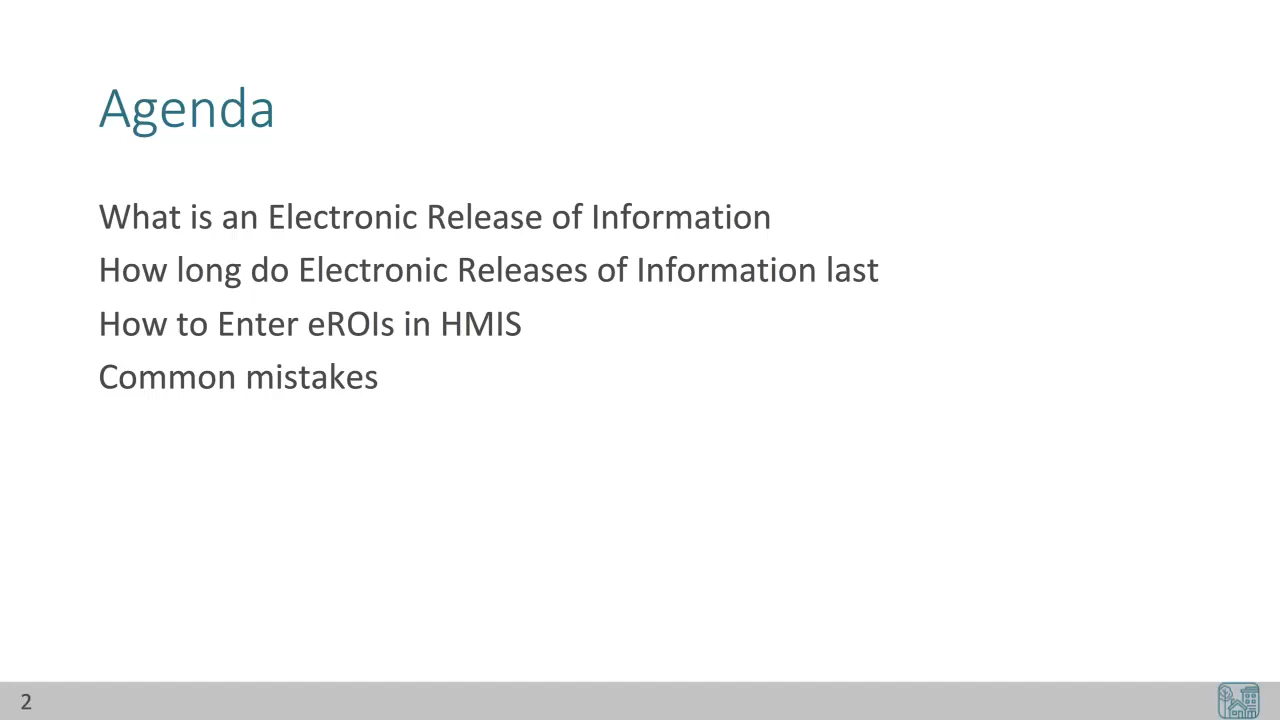 Agenda
What is an Electronic Release of Information
How long do Electronic Releases of Information last
How to Enter eROIs in HMIS
Common mistakes
2